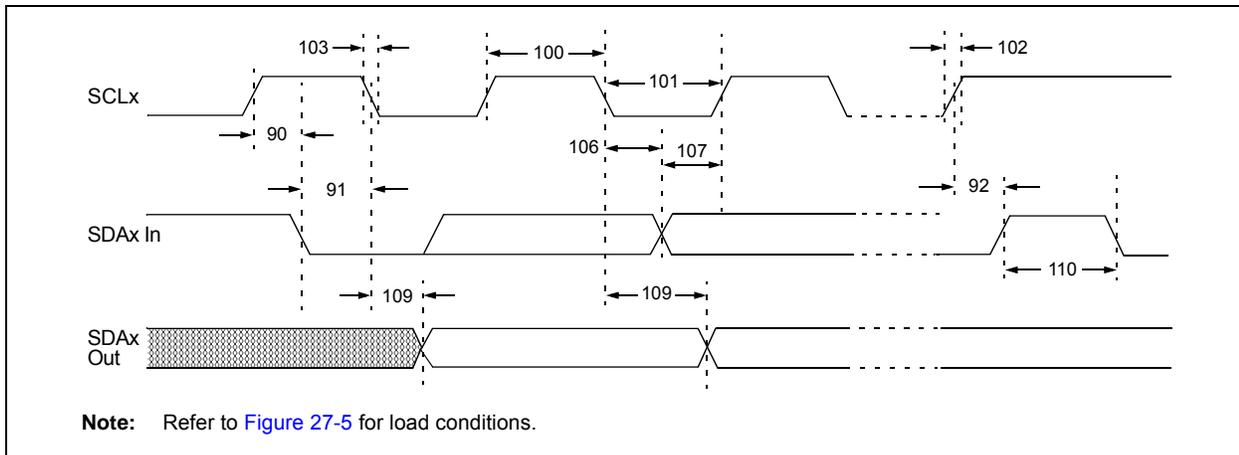 103
100
102
101
SCLx
90
106
107
91
92
SDAx In
110
109
109
SDAx
Out
Note: Refer to Figure 27-5 for load conditions.